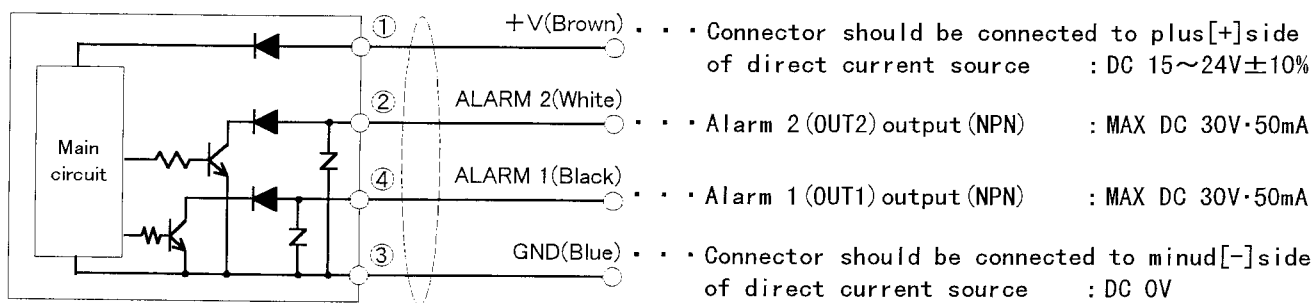 ① +V(Brown) ・・・Connector should be connected to plus[+]side
of direct current source :DC 15～24V±10%
② ALARM 2(White) ・・・Alarm 2(OUT2)output(NPN) :MAX DC 30V・50mA
Main
circuit
④ ALARM 1(Black) ・・・Alarm 1(OUT1)output(NPN) :MAX DC 30V・50mA
③ GND(Blue) ・・・Connector should be connected to minud[-]side
of direct current source :DC 0V